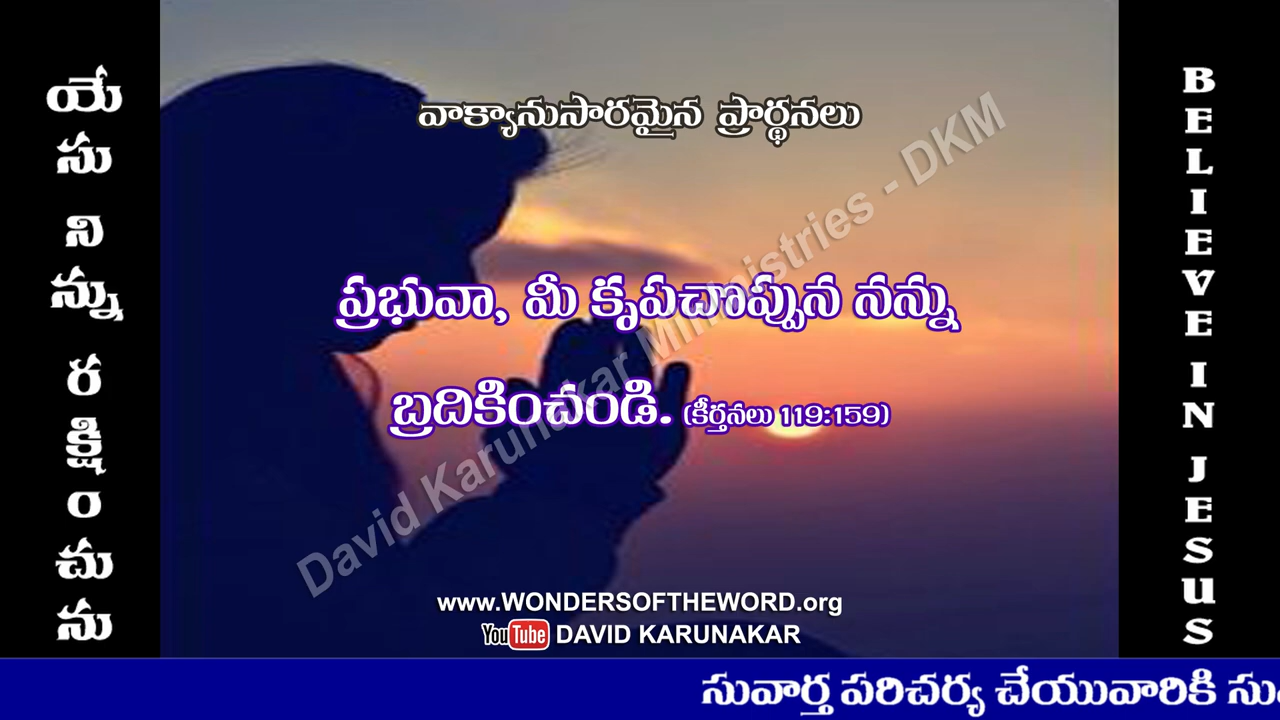 వాక్యానుసారమైన ప్రార్థనలు
ప్రభువా, మీ కృపచొప్పున నన్ను
బ్రదికించండి. (కీర్తనలు 119:159)
David Karunakar Ministries - DKM
www.WONDERSOFTHEWORD.org
YouTube DAVID KARUNAKAR
యేసు నిన్ను రక్షించును
BELIEVE IN JESUS
సువార్త పరిచర్య చేయువారికి